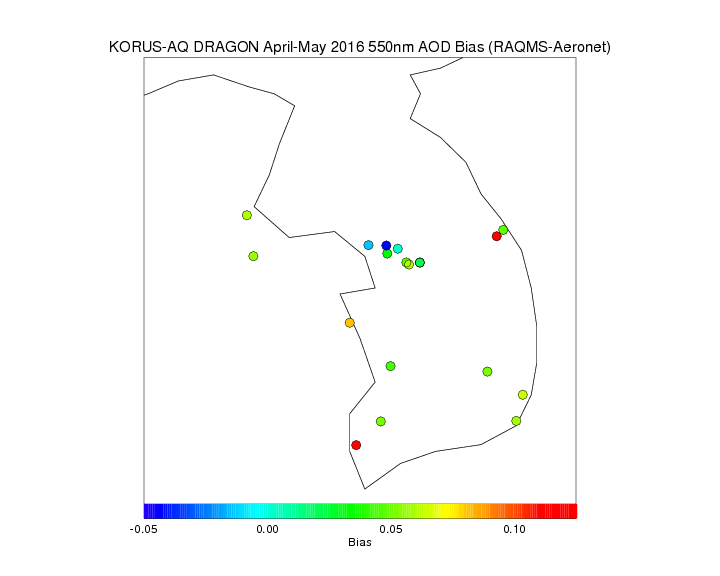 KORUS-AQ DRAGON April-May 2016 550nm AOD Bias (RAQMS-Aeronet)
-0.05 0.00 0.05 0.10
Bias